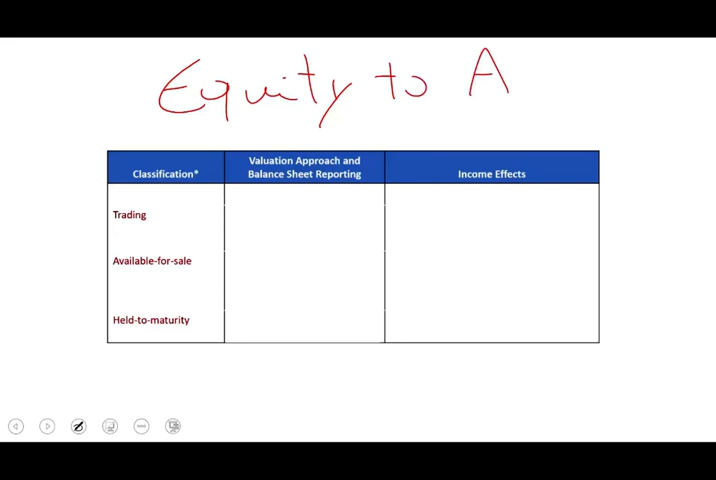 Equity to A
Classification*
Valuation Approach and
Balance Sheet Reporting
Income Effects
Trading
Available-for-sale
Held-to-maturity